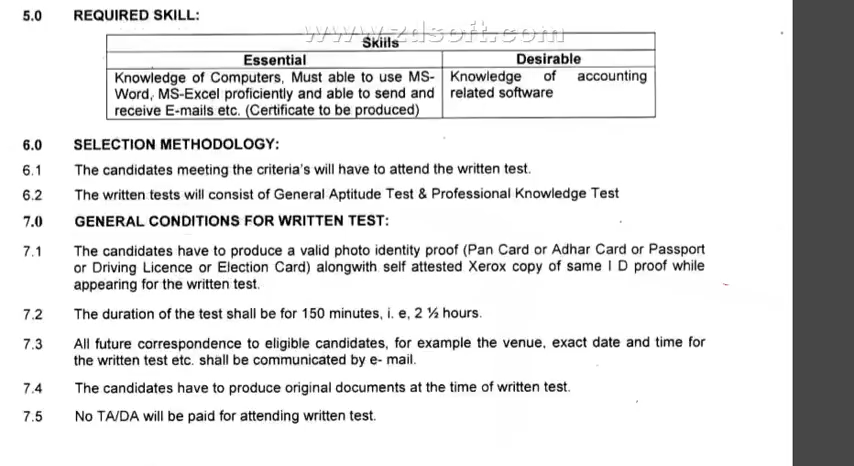 5.0 REQUIRED SKILL:
www.zdsoft.com
Skills
Essential Desirable
Knowledge of Computers, Must able to use MS- Knowledge of accounting
Word, MS-Excel proficiently and able to send and related software
receive E-mails etc. (Certificate to be produced)
6.0 SELECTION METHODOLOGY:
6.1 The candidates meeting the criteria's will have to attend the written test.
6.2 The written tests will consist of General Aptitude Test & Professional Knowledge Test
7.0 GENERAL CONDITIONS FOR WRITTEN TEST:
7.1 The candidates have to produce a valid photo identity proof (Pan Card or Adhar Card or Passport
or Driving Licence or Election Card) alongwith self attested Xerox copy of same I D proof while
appearing for the written test.
7.2 The duration of the test shall be for 150 minutes, i. e, 2 ½ hours.
7.3 All future correspondence to eligible candidates, for example the venue, exact date and time for
the written test etc. shall be communicated by e- mail.
7.4 The candidates have to produce original documents at the time of written test.
7.5 No TA/DA will be paid for attending written test.